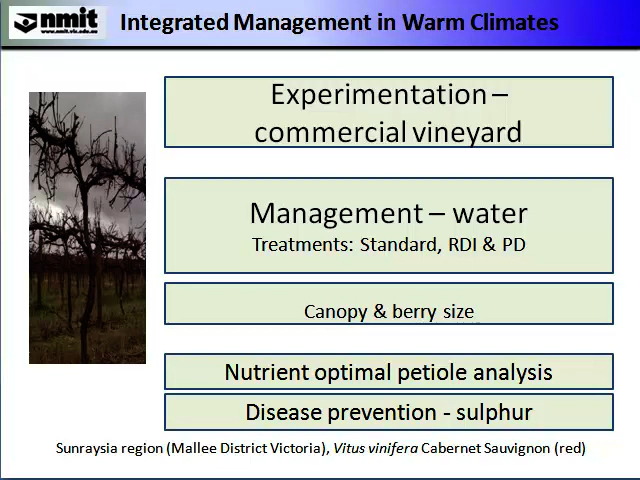 nmit
www.nmit.vic.edu.au
Integrated Management in Warm Climates
Experimentation –
commercial vineyard
Management – water
Treatments: Standard, RDI & PD
Canopy & berry size
Nutrient optimal petiole analysis
Disease prevention - sulphur
Sunraysia region (Mallee District Victoria), Vitus vinifera Cabernet Sauvignon (red)